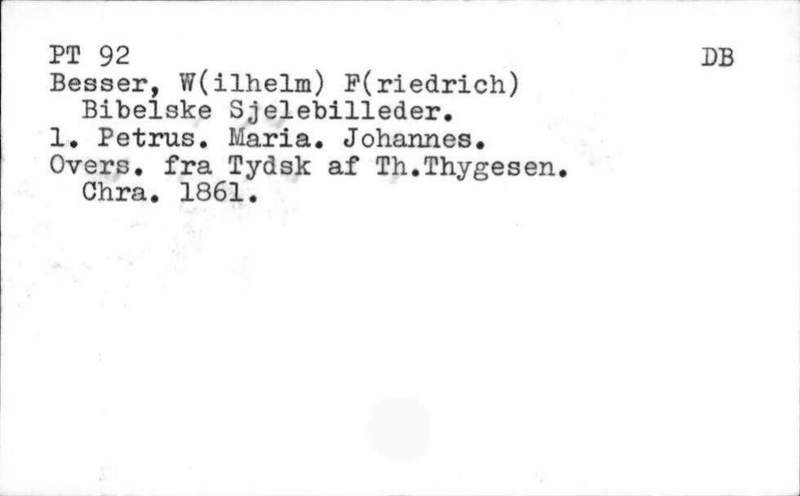 PT 92 DB
Besser, W(ilhelm) F(riedrich)
Bibelske Sjelebilleder.
1. Petrus. Maria. Johannes.
Overs. fra Tydsk af Th.Thygesen.
Chra. 1861.